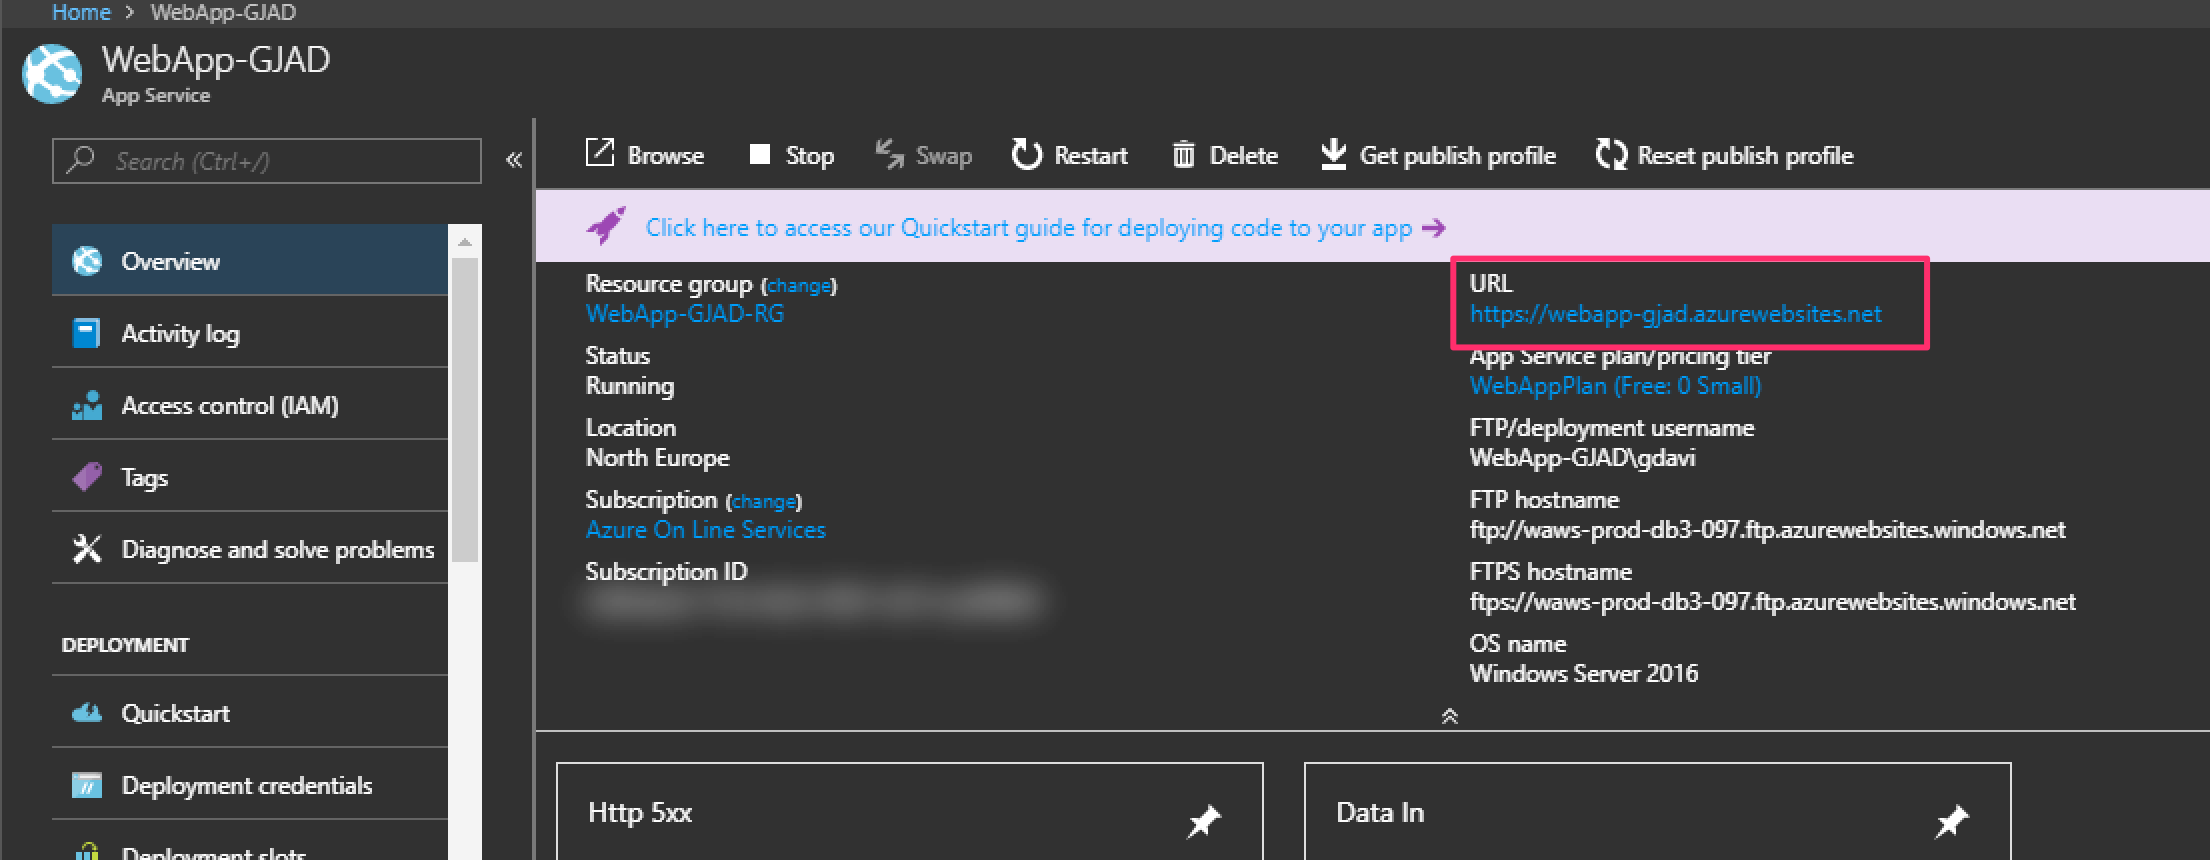 Home > WebApp-GJAD
WebApp-GJAD
App Service
Search (Ctrl+/)
«
Browse
Stop
Swap
Restart
Delete
Get publish profile
Reset publish profile
Click here to access our Quickstart guide for deploying code to your app →
Overview
Activity log
Access control (IAM)
Tags
Diagnose and solve problems
DEPLOYMENT
Quickstart
Deployment credentials
Deployment slots
Resource group (change)
WebApp-GJAD-RG
Status
Running
Location
North Europe
Subscription (change)
Azure On Line Services
Subscription ID
URL
https://webapp-gjad.azurewebsites.net
App Service plan/pricing tier
WebAppPlan (Free: 0 Small)
FTP/deployment username
WebApp-GJAD\gdavi
FTP hostname
ftp://waws-prod-db3-097.ftp.azurewebsites.windows.net
FTPS hostname
ftps://waws-prod-db3-097.ftp.azurewebsites.windows.net
OS name
Windows Server 2016
Http 5xx
Data In